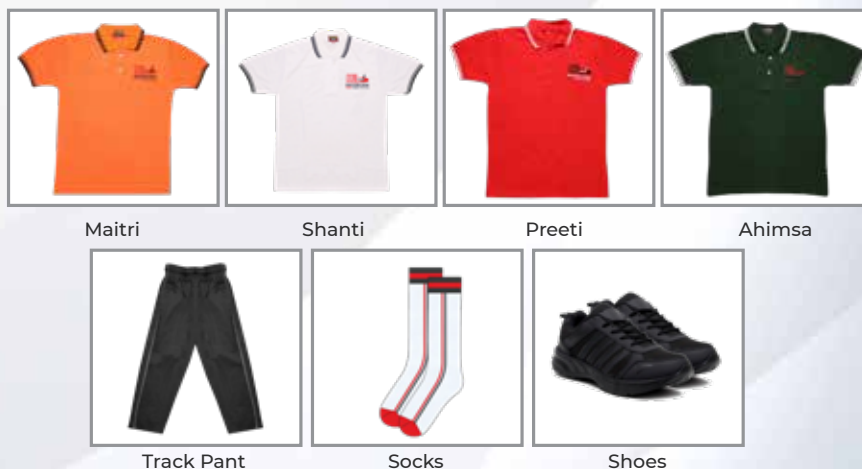 Maitri
Shanti
Preeti
Ahimsa
Track Pant
Socks
Shoes